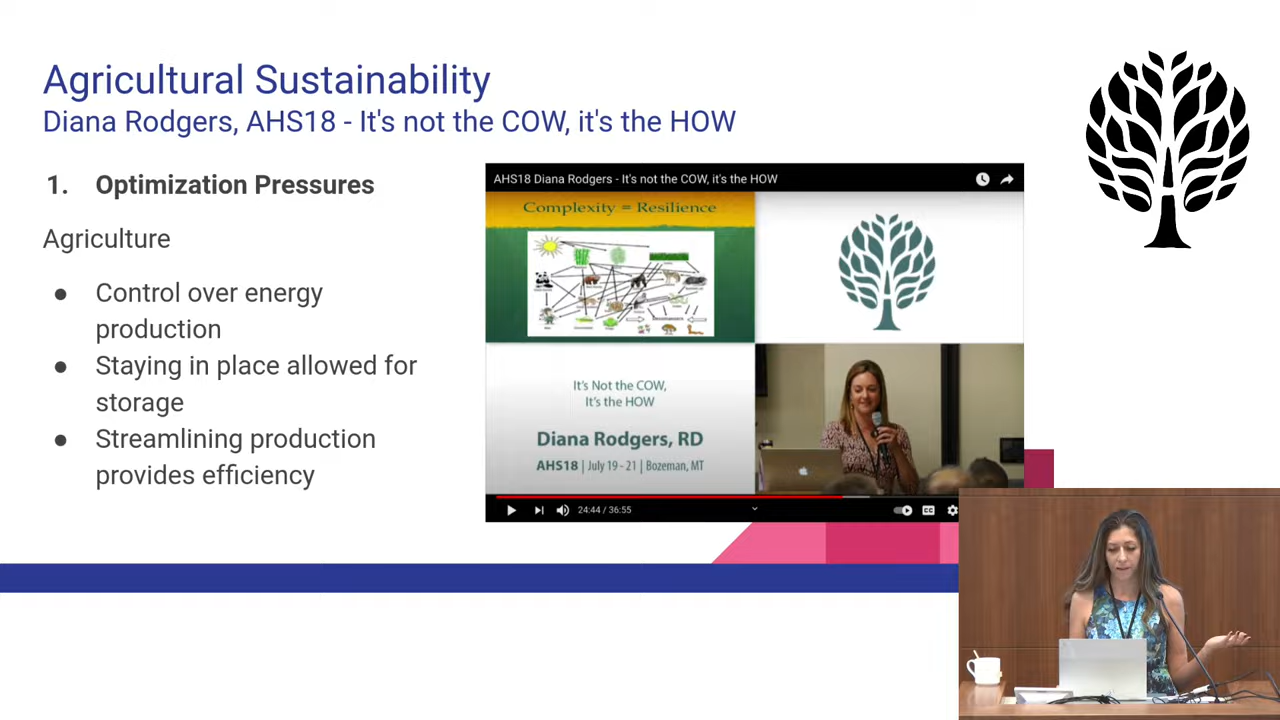 Agricultural Sustainability
Diana Rodgers, AHS18 - It's not the COW, it's the HOW
1. Optimization Pressures
Agriculture
● Control over energy
production
● Staying in place allowed for
storage
● Streamlining production
provides efficiency
AHS18 Diana Rodgers - It's not the COW, it's the HOW
Complexity = Resilience
It's Not the COW,
It's the HOW
Diana Rodgers, RD
AHS18 | July 19 - 21 | Bozeman, MT
24:44 / 36:55
CC